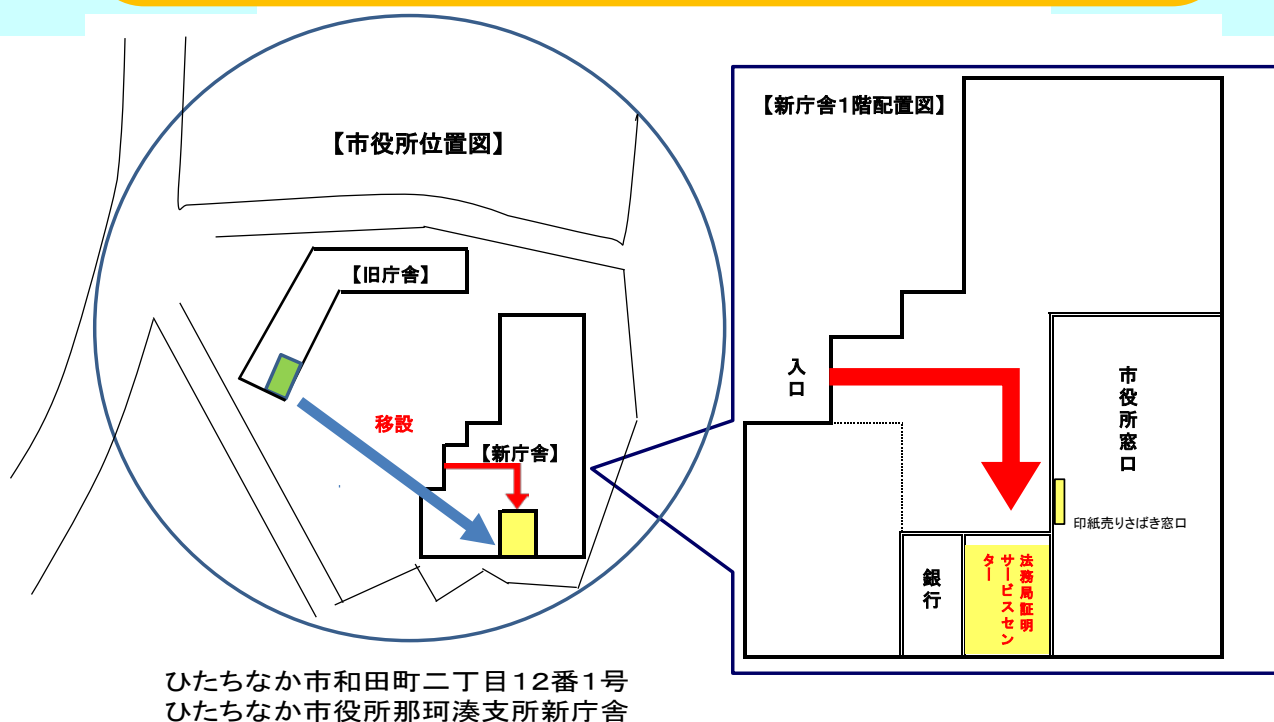 【市役所位置図】
【旧庁舎】
移設
【新庁舎】
【新庁舎1階配置図】
入口
市役所窓口
印紙売りさばき窓口
銀行
法務局証明
サービスセン
ター
ひたちなか市和田町二丁目12番1号
ひたちなか市役所那珂湊支所新庁舎